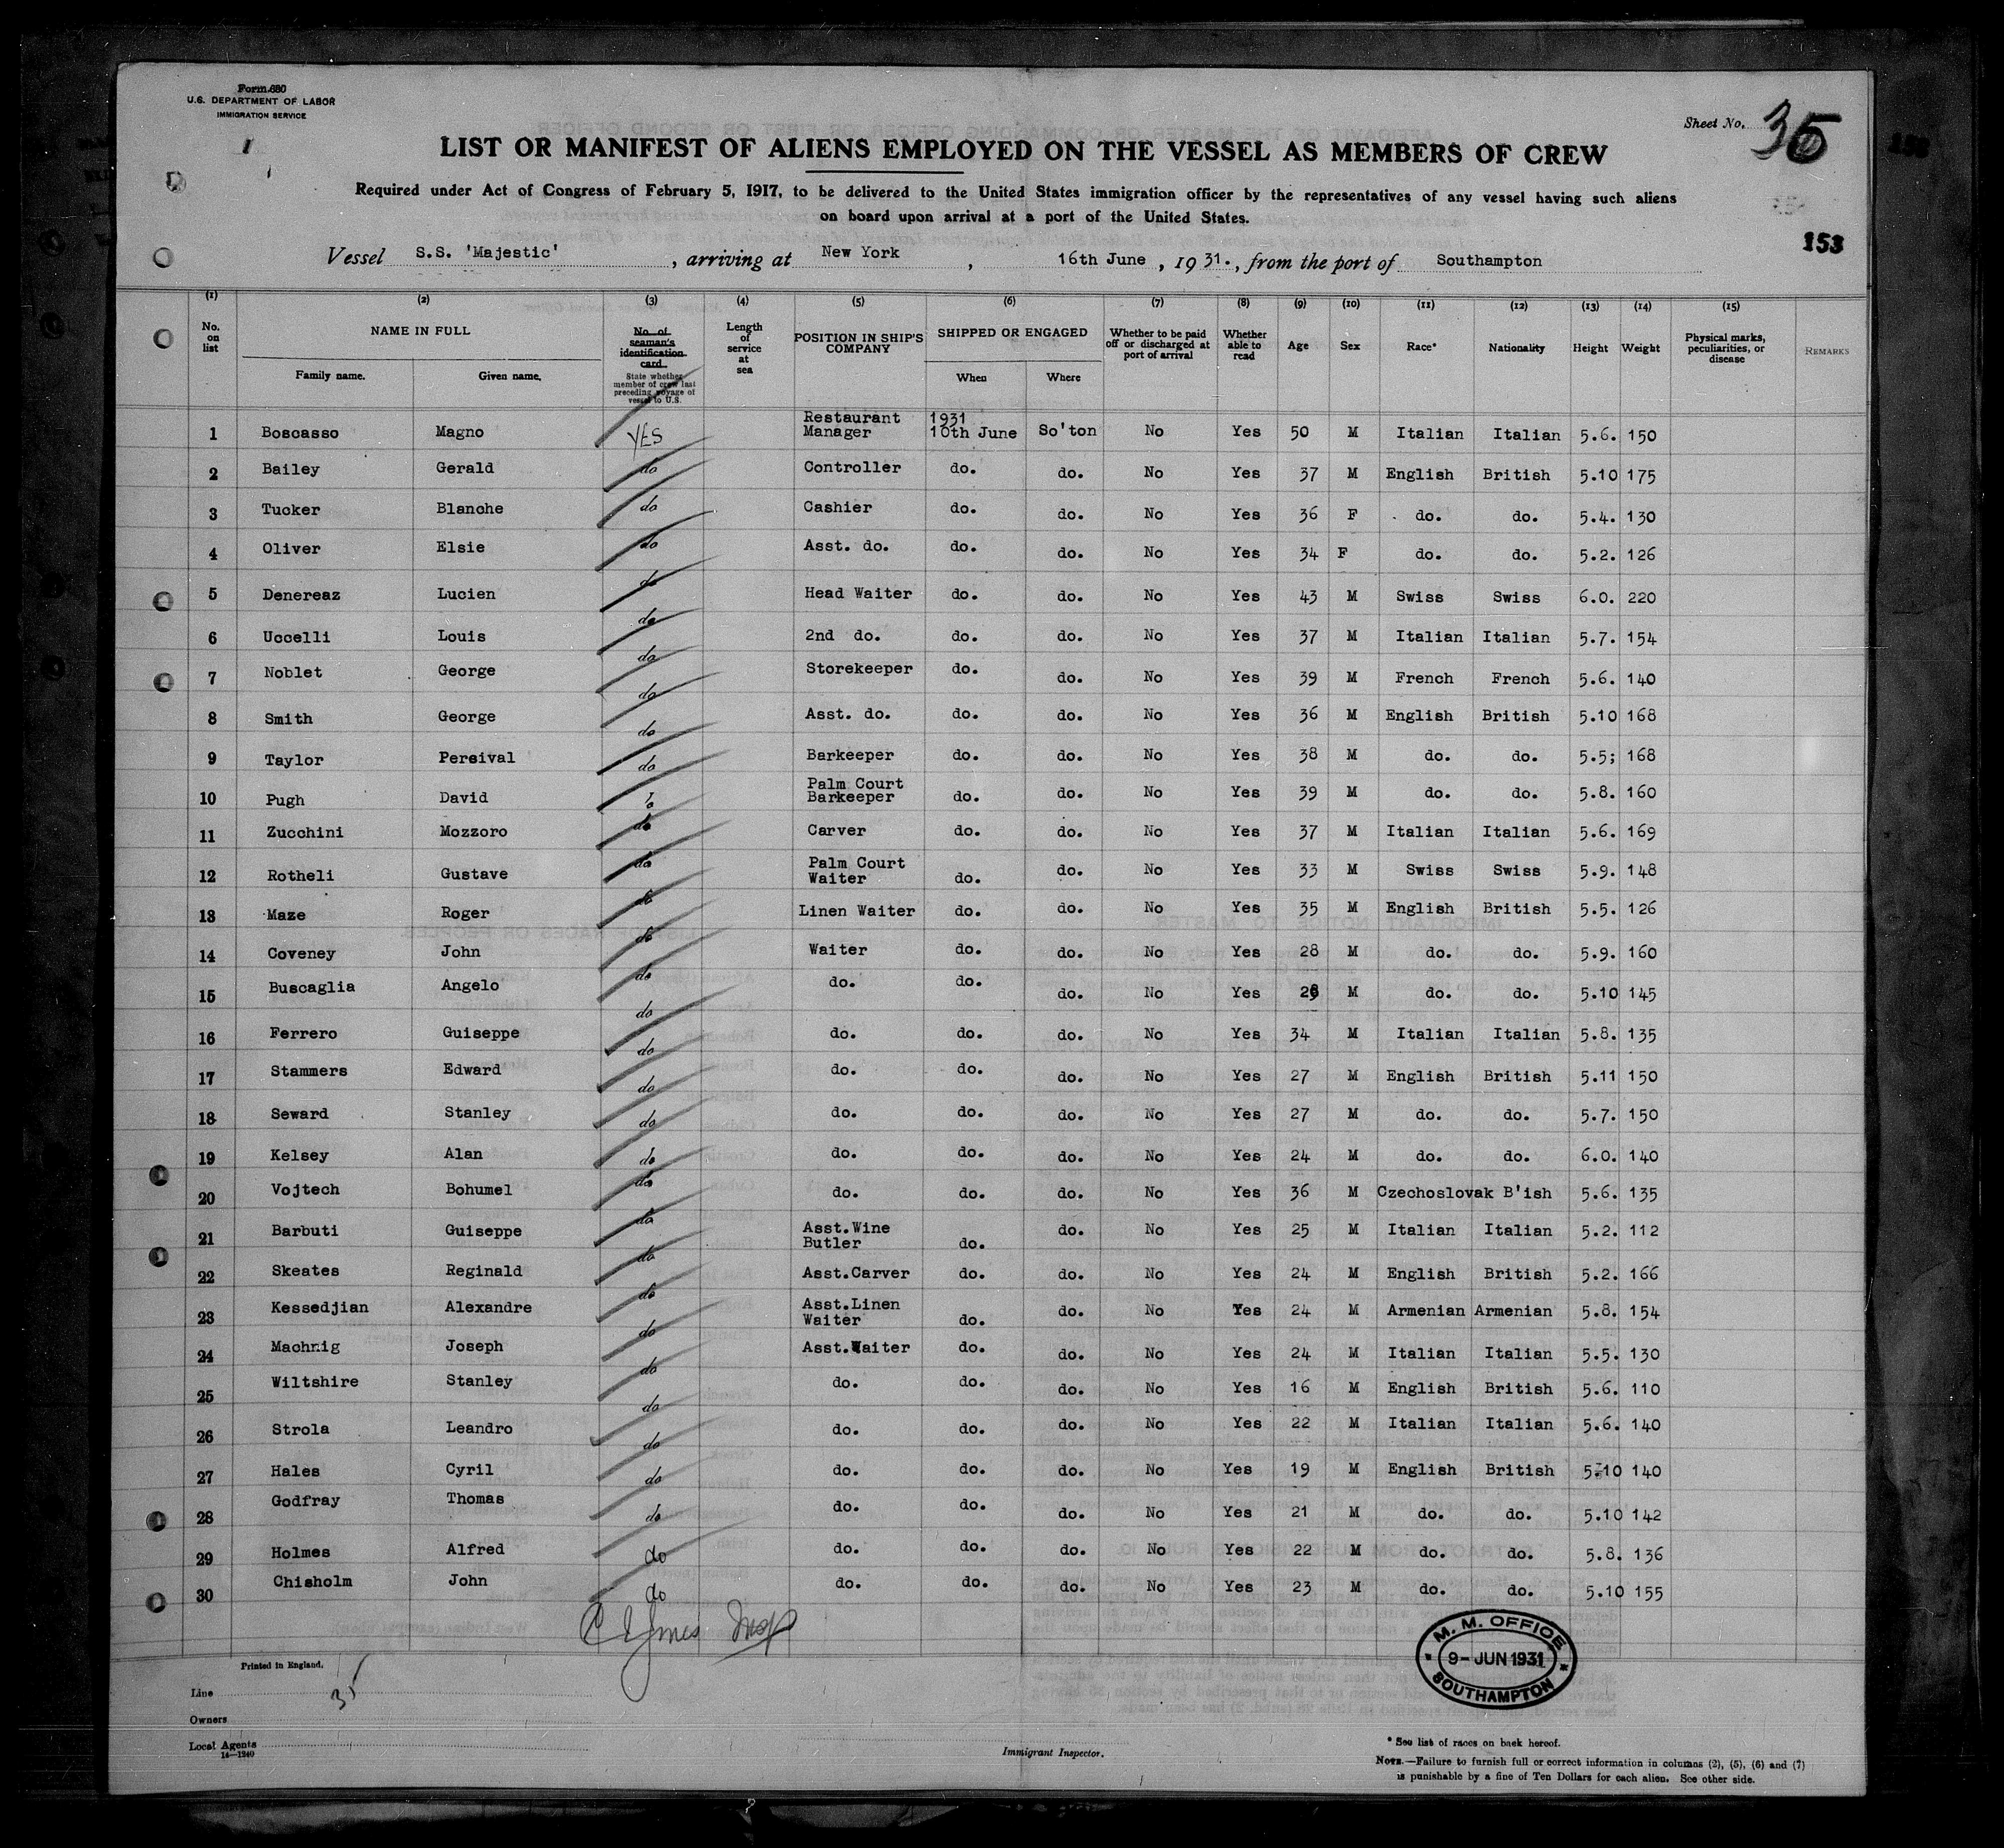 Form 680
U.S. DEPARTMENT OF LABOR
IMMIGRATION SERVICE
Sheet No. 35
LIST OR MANIFEST OF ALIENS EMPLOYED ON THE VESSEL AS MEMBERS OF CREW
Required under Act of Congress of February 5, 1917, to be delivered to the United States immigration officer by the representatives of any vessel having such aliens
on board upon arrival at a port of the United States.
153
Vessel S.S. 'Majestic', arriving at New York, 16th June, 1931., from the port of Southampton
(1) (2) (3) (4) (5) (6) (7) (8) (9) (10) (11) (12) (13) (14) (15)
No. on list NAME IN FULL Family name. Given name. No. of seaman's identification card. State whether member of crew last preceding voyage of vessel to U.S. Length of service at sea POSITION IN SHIP'S COMPANY SHIPPED OR ENGAGED When Where Whether to be paid off or discharged at port of arrival Whether able to read Age Sex Race* Nationality Height Weight Physical marks, peculiarities, or disease REMARKS
1 Boscasso Magno YES Restaurant Manager 1931 10th June So'ton No Yes 50 M Italian Italian 5.6. 150
2 Bailey Gerald do Controller do. do. No Yes 37 M English British 5.10 175
3 Tucker Blanche do Cashier do. do. No Yes 36 F do. do. 5.4. 130
4 Oliver Elsie do Asst. do. do. do. No Yes 34 F do. do. 5.2. 126
5 Denereaz Lucien do Head Waiter do. do. No Yes 43 M Swiss Swiss 6.0. 220
6 Uccelli Louis do 2nd do. do. do. No Yes 37 M Italian Italian 5.7. 154
7 Noblet George do Storekeeper do. do. No Yes 39 M French French 5.6. 140
8 Smith George do Asst. do. do. do. No Yes 36 M English British 5.10 168
9 Taylor Persival do Barkeeper do. do. No Yes 38 M do. do. 5.5; 168
10 Pugh David do Palm Court Barkeeper do. do. No Yes 39 M do. do. 5.8. 160
11 Zucchini Mozzoro do Carver do. do. No Yes 37 M Italian Italian 5.6. 169
12 Rotheli Gustave do Palm Court Waiter do. do. No Yes 33 M Swiss Swiss 5.9. 148
13 Maze Roger do Linen Waiter do. do. No Yes 35 M English British 5.5. 126
14 Coveney John do Waiter do. do. No Yes 28 M do. do. 5.9. 160
15 Buscaglia Angelo do do. do. do. No Yes M do. do. 5.10 145
16 Ferrero Guiseppe do do. do. do. No Yes 34 M Italian Italian 5.8. 135
17 Stammers Edward do do. do. do. No Yes 27 M English British 5.11 150
18 Seward Stanley do do. do. do. No Yes 27 M do. do. 5.7. 150
19 Kelsey Alan do do. do. do. No Yes 24 M do. do. 6.0. 140
20 Vojtech Bohumel do do. do. do. No Yes 36 M Czechoslovak B'ish 5.6. 135
21 Barbuti Guiseppe do Asst.Wine Butler do. do. No Yes 25 M Italian Italian 5.2. 112
22 Skeates Reginald do Asst.Carver do. do. No Yes 24 M English British 5.2. 166
23 Kessedjian Alexandre do Asst.Linen Waiter do. do. No Yes 24 M Armenian Armenian 5.8. 154
24 Machnig Joseph do Asst.Waiter do. do. No Yes 24 M Italian Italian 5.5. 130
25 Wiltshire Stanley do do. do. do. No Yes 16 M English British 5.6. 110
26 Strola Leandro do do. do. do. No Yes 22 M Italian Italian 5.6. 140
27 Hales Cyril do do. do. do. No Yes 19 M English British 5.10 140
28 Godfray Thomas do do. do. do. No Yes 21 M do. do. 5.10 142
29 Holmes Alfred do do. do. do. No Yes 22 M do. do. 5.8. 136
30 Chisholm John do do. do. do. No Yes 23 M do. do. 5.10 155
M. M. OFFICE
9-JUN 1931
SOUTHAMPTON
Printed in England.
35
Line
Owners
Local Agents
14—1240
Immigrant Inspector.
* See list of races on back hereof.
NOTE.—Failure to furnish full or correct information in columns (2), (5), (6) and (7)
is punishable by a fine of Ten Dollars for each alien. See other side.